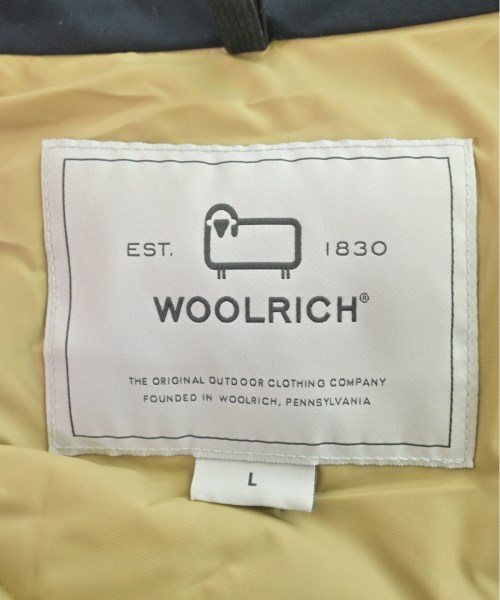 EST. 1830
WOOLRICH®
THE ORIGINAL OUTDOOR CLOTHING COMPANY
FOUNDED IN WOOLRICH, PENNSYLVANIA
L